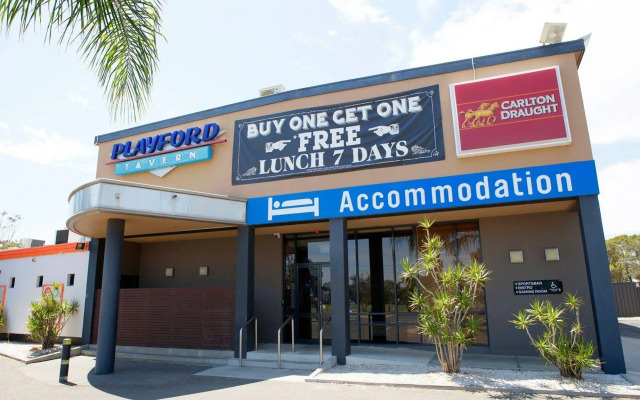 PLAYFORD
TAVERN
BUY ONE GET ONE
FREE
LUNCH 7 DAYS
CARLTON
DRAUGHT
Accommodation
SPORTSBAR
BISTRO
GAMING ROOM